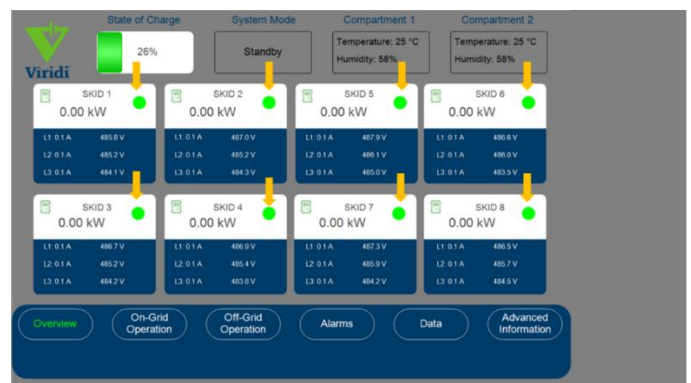 State of Charge
System Mode
Compartment 1
Compartment 2
Viridi
26%
Standby
Temperature: 25 °C
Humidity: 58%
Temperature: 25 °C
Humidity: 58%
SKID 1
0.00 kW
L1: 0.1 A 485.8 V
L2: 0.1 A 485.2 V
L3: 0.1 A 484.1 V
SKID 2
0.00 kW
L1: 0.1 A 487.0 V
L2: 0.1 A 485.2 V
L3: 0.1 A 484.3 V
SKID 5
0.00 kW
L1: 0.1 A 487.9 V
L2: 0.1 A 486.1 V
L3: 0.1 A 485.0 V
SKID 6
0.00 kW
L1: 0.1 A 486.6 V
L2: 0.1 A 486.0 V
L3: 0.1 A 483.5 V
SKID 3
0.00 kW
L1: 0.1 A 486.7 V
L2: 0.1 A 485.2 V
L3: 0.1 A 484.2 V
SKID 4
0.00 kW
L1: 0.1 A 486.9 V
L2: 0.1 A 485.4 V
L3: 0.1 A 483.8 V
SKID 7
0.00 kW
L1: 0.1 A 487.3 V
L2: 0.1 A 485.9 V
L3: 0.1 A 484.2 V
SKID 8
0.00 kW
L1: 0.1 A 486.5 V
L2: 0.1 A 485.7 V
L3: 0.1 A 484.5 V
Overview
On-Grid
Operation
Off-Grid
Operation
Alarms
Data
Advanced
Information